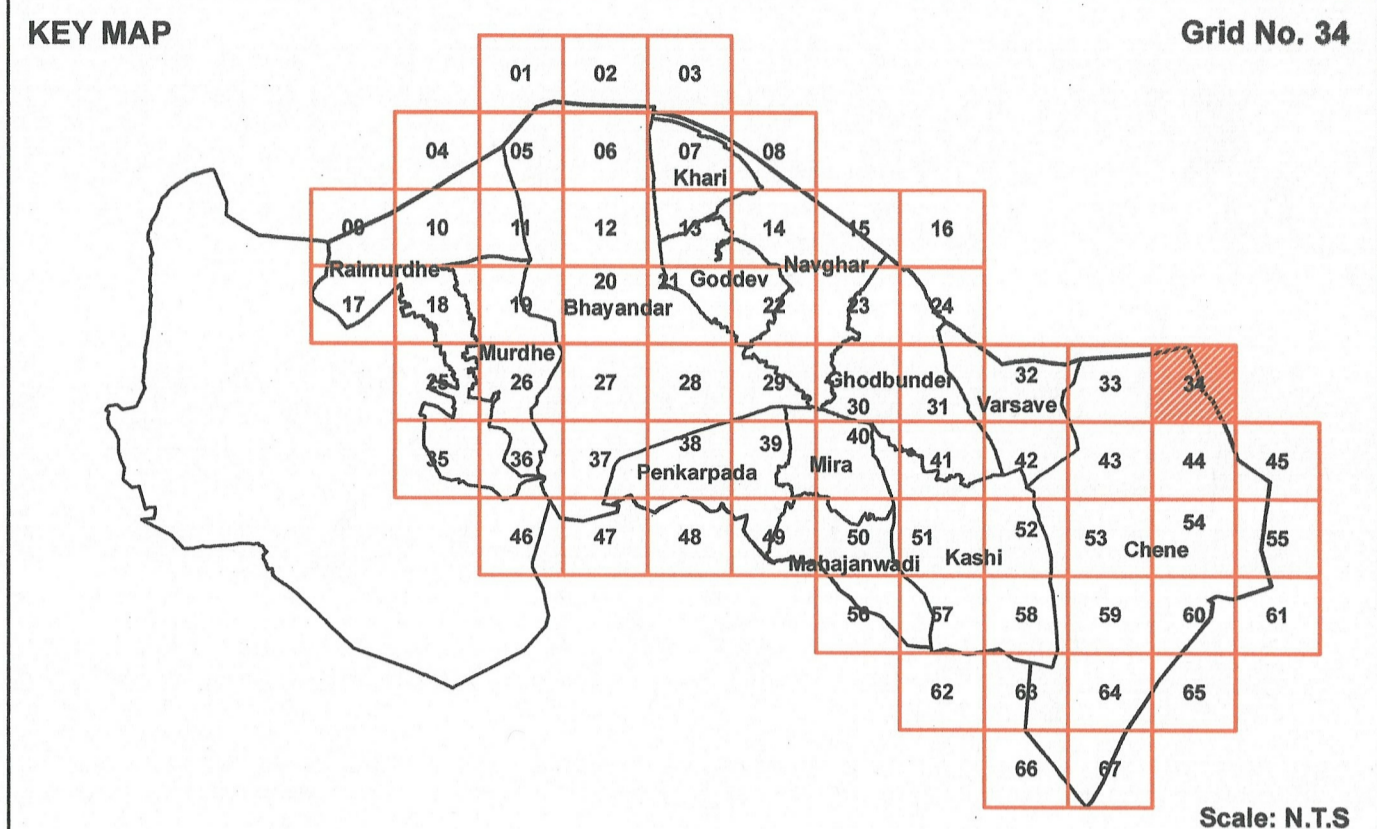 KEY MAP
Grid No. 34
01 02 03
04 05 06 07 08
Khari
09 10 11 12 13 14 15 16
Navghar
Raimurdhe
Goddev
17 18 19 20 21 22 23 24
Bhayandar
Murdhe
25 26 27 28 29 30 31 32 33 34
Ghodbunder
Varsave
35 36 37 38 39 40 41 42 43 44 45
Penkarpada
Mira
46 47 48 49 50 51 52 53 54 55
Mahajanwadi
Kashi
Chene
56 57 58 59 60 61
62 63 64 65
66 67
Scale: N.T.S